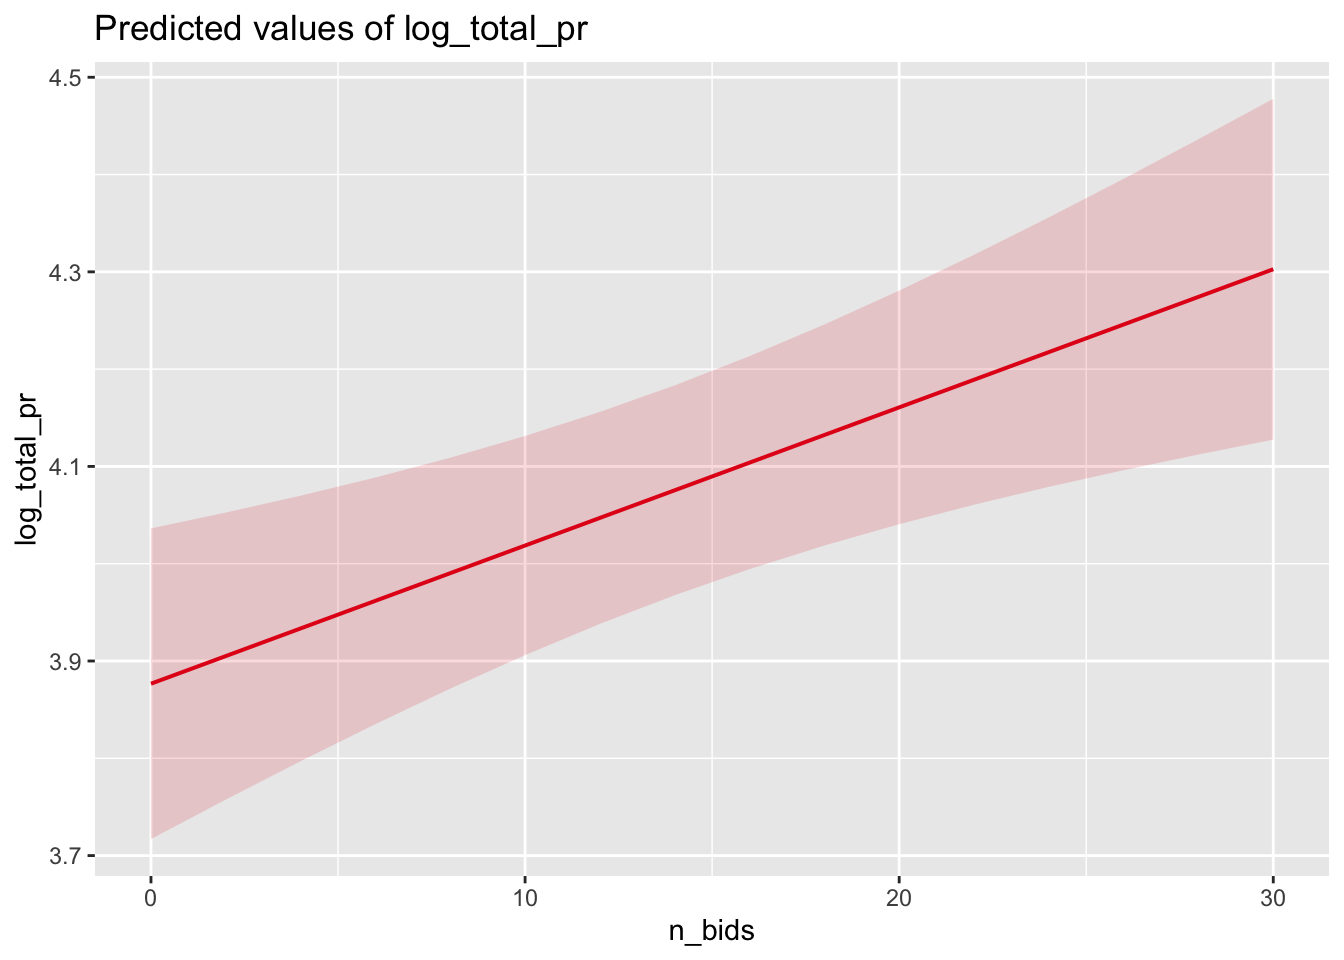 Predicted values of log_total_pr
4.5
4.3
4.1
3.9
3.7
log_total_pr
0 10 20 30
n_bids